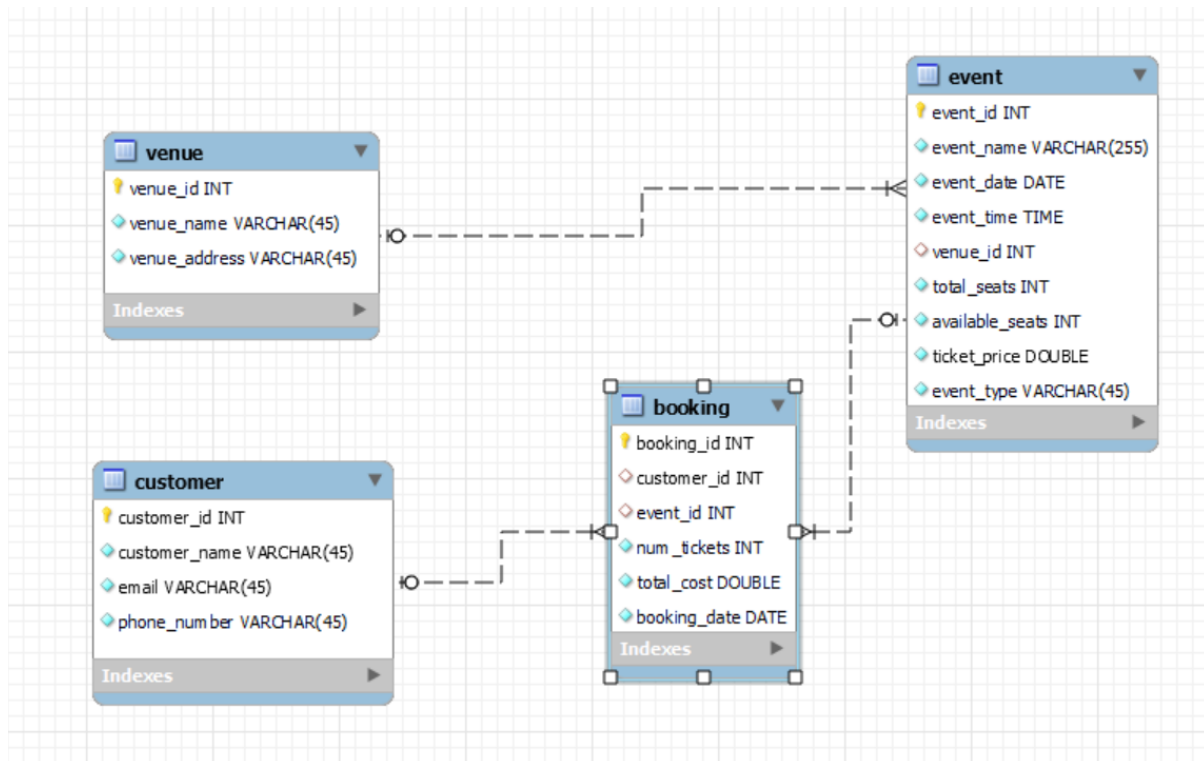 venue
venue_id INT
venue_name VARCHAR(45)
venue_address VARCHAR(45)
Indexes
event
event_id INT
event_name VARCHAR(255)
event_date DATE
event_time TIME
venue_id INT
total_seats INT
available_seats INT
ticket_price DOUBLE
event_type VARCHAR(45)
Indexes
customer
customer_id INT
customer_name VARCHAR(45)
email VARCHAR(45)
phone_number VARCHAR(45)
Indexes
booking
booking_id INT
customer_id INT
event_id INT
num_tickets INT
total_cost DOUBLE
booking_date DATE
Indexes